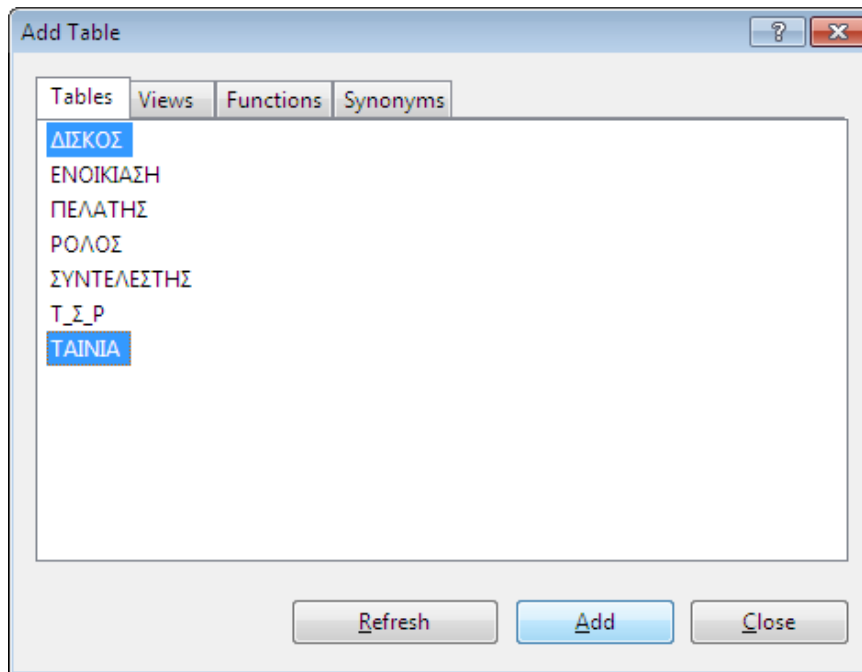 Add Table
Tables Views Functions Synonyms
ΔΙΣΚΟΣ
ΕΝΟΙΚΙΑΣΗ
ΠΕΛΑΤΗΣ
ΡΟΛΟΣ
ΣΥΝΤΕΛΕΣΤΗΣ
Τ_Σ_Ρ
ΤΑΙΝΙΑ
Refresh Add Close